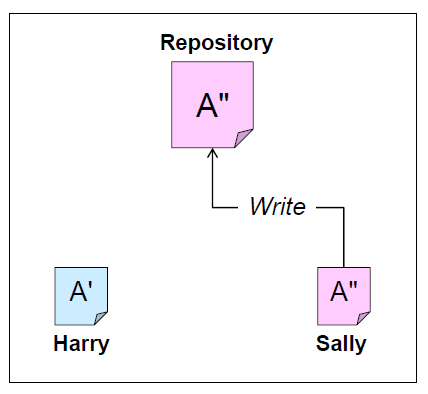 Repository
A"
Write
A'
A"
Harry
Sally